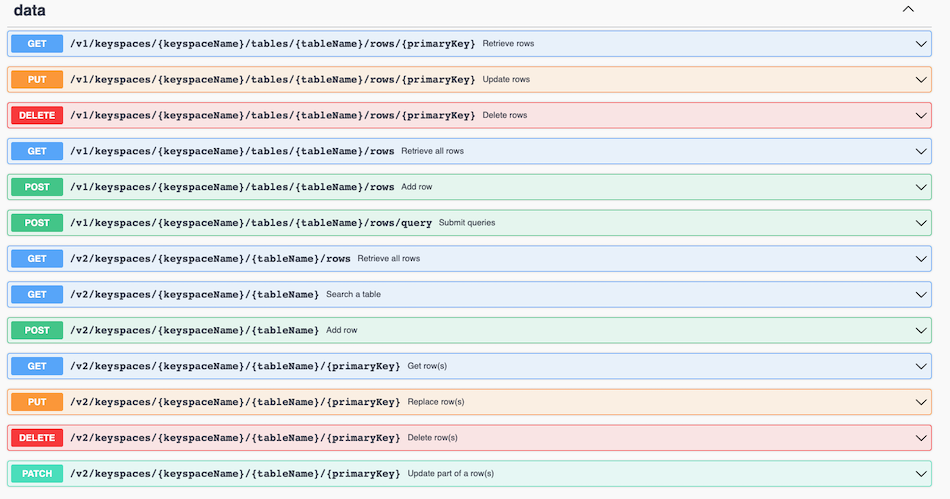 data
GET /v1/keyspaces/{keyspaceName}/tables/{tableName}/rows/{primaryKey} Retrieve rows
PUT /v1/keyspaces/{keyspaceName}/tables/{tableName}/rows/{primaryKey} Update rows
DELETE /v1/keyspaces/{keyspaceName}/tables/{tableName}/rows/{primaryKey} Delete rows
GET /v1/keyspaces/{keyspaceName}/tables/{tableName}/rows Retrieve all rows
POST /v1/keyspaces/{keyspaceName}/tables/{tableName}/rows Add row
POST /v1/keyspaces/{keyspaceName}/tables/{tableName}/rows/query Submit queries
GET /v2/keyspaces/{keyspaceName}/{tableName}/rows Retrieve all rows
GET /v2/keyspaces/{keyspaceName}/{tableName} Search a table
POST /v2/keyspaces/{keyspaceName}/{tableName} Add row
GET /v2/keyspaces/{keyspaceName}/{tableName}/{primaryKey} Get row(s)
PUT /v2/keyspaces/{keyspaceName}/{tableName}/{primaryKey} Replace row(s)
DELETE /v2/keyspaces/{keyspaceName}/{tableName}/{primaryKey} Delete row(s)
PATCH /v2/keyspaces/{keyspaceName}/{tableName}/{primaryKey} Update part of a row(s)